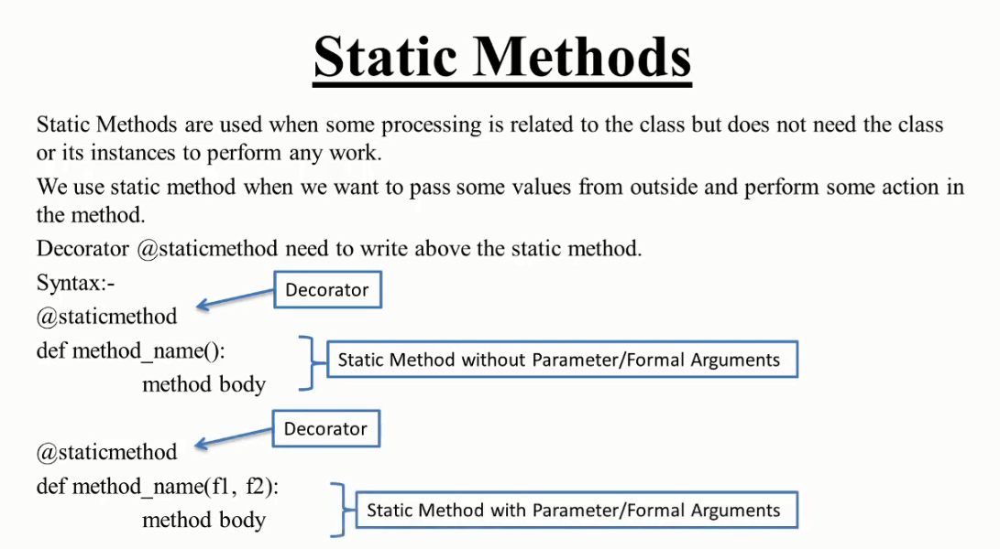 Static Methods
Static Methods are used when some processing is related to the class but does not need the class
or its instances to perform any work.
We use static method when we want to pass some values from outside and perform some action in
the method.
Decorator @staticmethod need to write above the static method.
Syntax:-
Decorator
@staticmethod
def method_name():
Static Method without Parameter/Formal Arguments
method body
Decorator
@staticmethod
def method_name(f1, f2):
Static Method with Parameter/Formal Arguments
method body